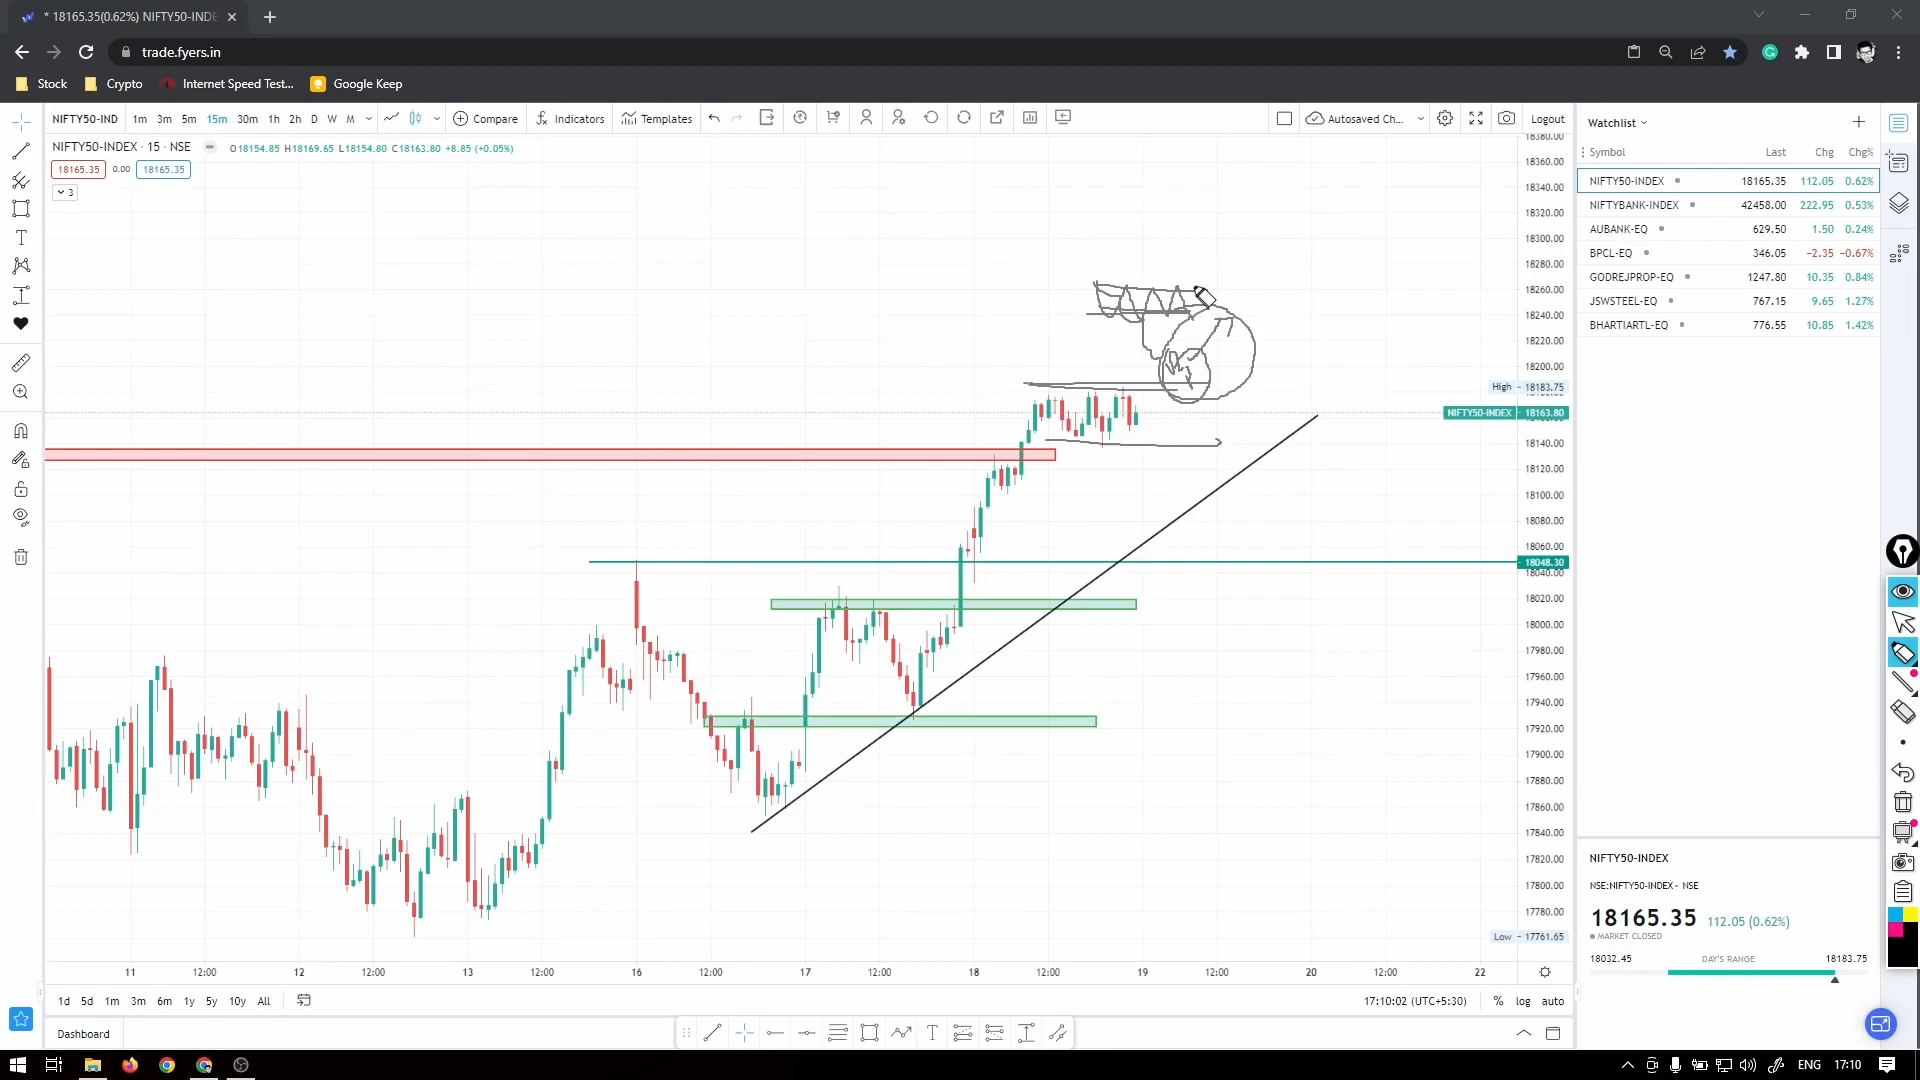 * 18165.35(0.62%) NIFTY50-INDE
trade.fyers.in
Stock Crypto Internet Speed Test... Google Keep
NIFTY50-IND 1m 3m 5m 15m 30m 1h 2h D W M Compare Indicators Templates Autosaved Ch... Logout
NIFTY50-INDEX · 15 · NSE O18154.85 H18169.65 L18154.80 C18163.80 +8.85 (+0.05%)
18165.35 0.00 18165.35
3
18380.00
18360.00
18340.00
18320.00
18300.00
18280.00
18260.00
18240.00
18220.00
18200.00
High 18183.75
NIFTY50-INDEX 18163.80
18140.00
18120.00
18100.00
18080.00
18060.00
18048.30
18040.00
18020.00
18000.00
17980.00
17960.00
17940.00
17920.00
17900.00
17880.00
17860.00
17840.00
17820.00
17800.00
17780.00
Low 17761.65
11 12:00 12 12:00 13 12:00 16 12:00 17 12:00 18 12:00 19 12:00 20 12:00 22
1d 5d 1m 3m 6m 1y 5y 10y All 17:10:02 (UTC+5:30) % log auto
Dashboard
Watchlist
Symbol Last Chg Chg%
NIFTY50-INDEX 18165.35 112.05 0.62%
NIFTYBANK-INDEX 42458.00 222.95 0.53%
AUBANK-EQ 629.50 1.50 0.24%
BPCL-EQ 346.05 −2.35 −0.67%
GODREJPROP-EQ 1247.80 10.35 0.84%
JSWSTEEL-EQ 767.15 9.65 1.27%
BHARTIARTL-EQ 776.55 10.85 1.42%
NIFTY50-INDEX
NSE:NIFTY50-INDEX - NSE
18165.35 112.05 (0.62%)
MARKET CLOSED
18032.45 DAY'S RANGE 18183.75
ENG 17:10